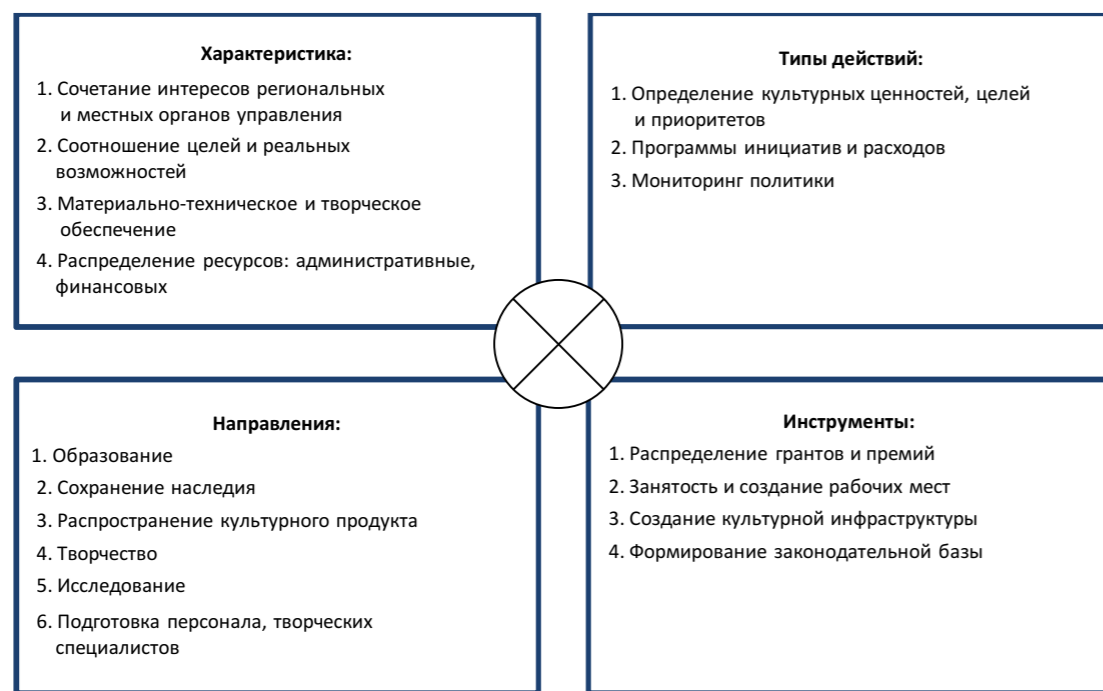 Характеристика:
1. Сочетание интересов региональных
и местных органов управления
2. Соотношение целей и реальных
возможностей
3. Материально-техническое и творческое
обеспечение
4. Распределение ресурсов: административные,
финансовых
Типы действий:
1. Определение культурных ценностей, целей
и приоритетов
2. Программы инициатив и расходов
3. Мониторинг политики
Направления:
1. Образование
2. Сохранение наследия
3. Распространение культурного продукта
4. Творчество
5. Исследование
6. Подготовка персонала, творческих
специалистов
Инструменты:
1. Распределение грантов и премий
2. Занятость и создание рабочих мест
3. Создание культурной инфраструктуры
4. Формирование законодательной базы